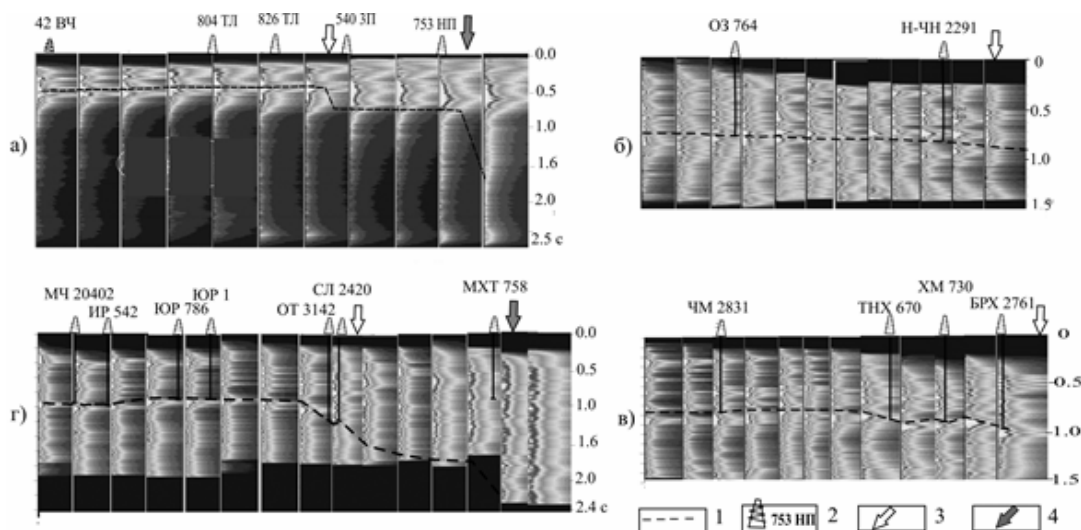 42 ВЧ 804 ТЛ 826 ТЛ 540 ЗП 753 НП
0.0
0.5
1.0
1.6
2.0
2.5 с
а)
ОЗ 764 Н-ЧН 2291
0
0.5
1.0
1.5
б)
МЧ 20402 ИР 542 ЮР 786 ЮР 1 ОТ 3142 СЛ 2420 МХТ 758
0.0
0.5
1.0
1.6
2.0
2.4 с
г)
ЧМ 2831 ТНХ 670 ХМ 730 БРХ 2761
0
0.5
1.0
1.5
в)
1 753 НП 2 3 4